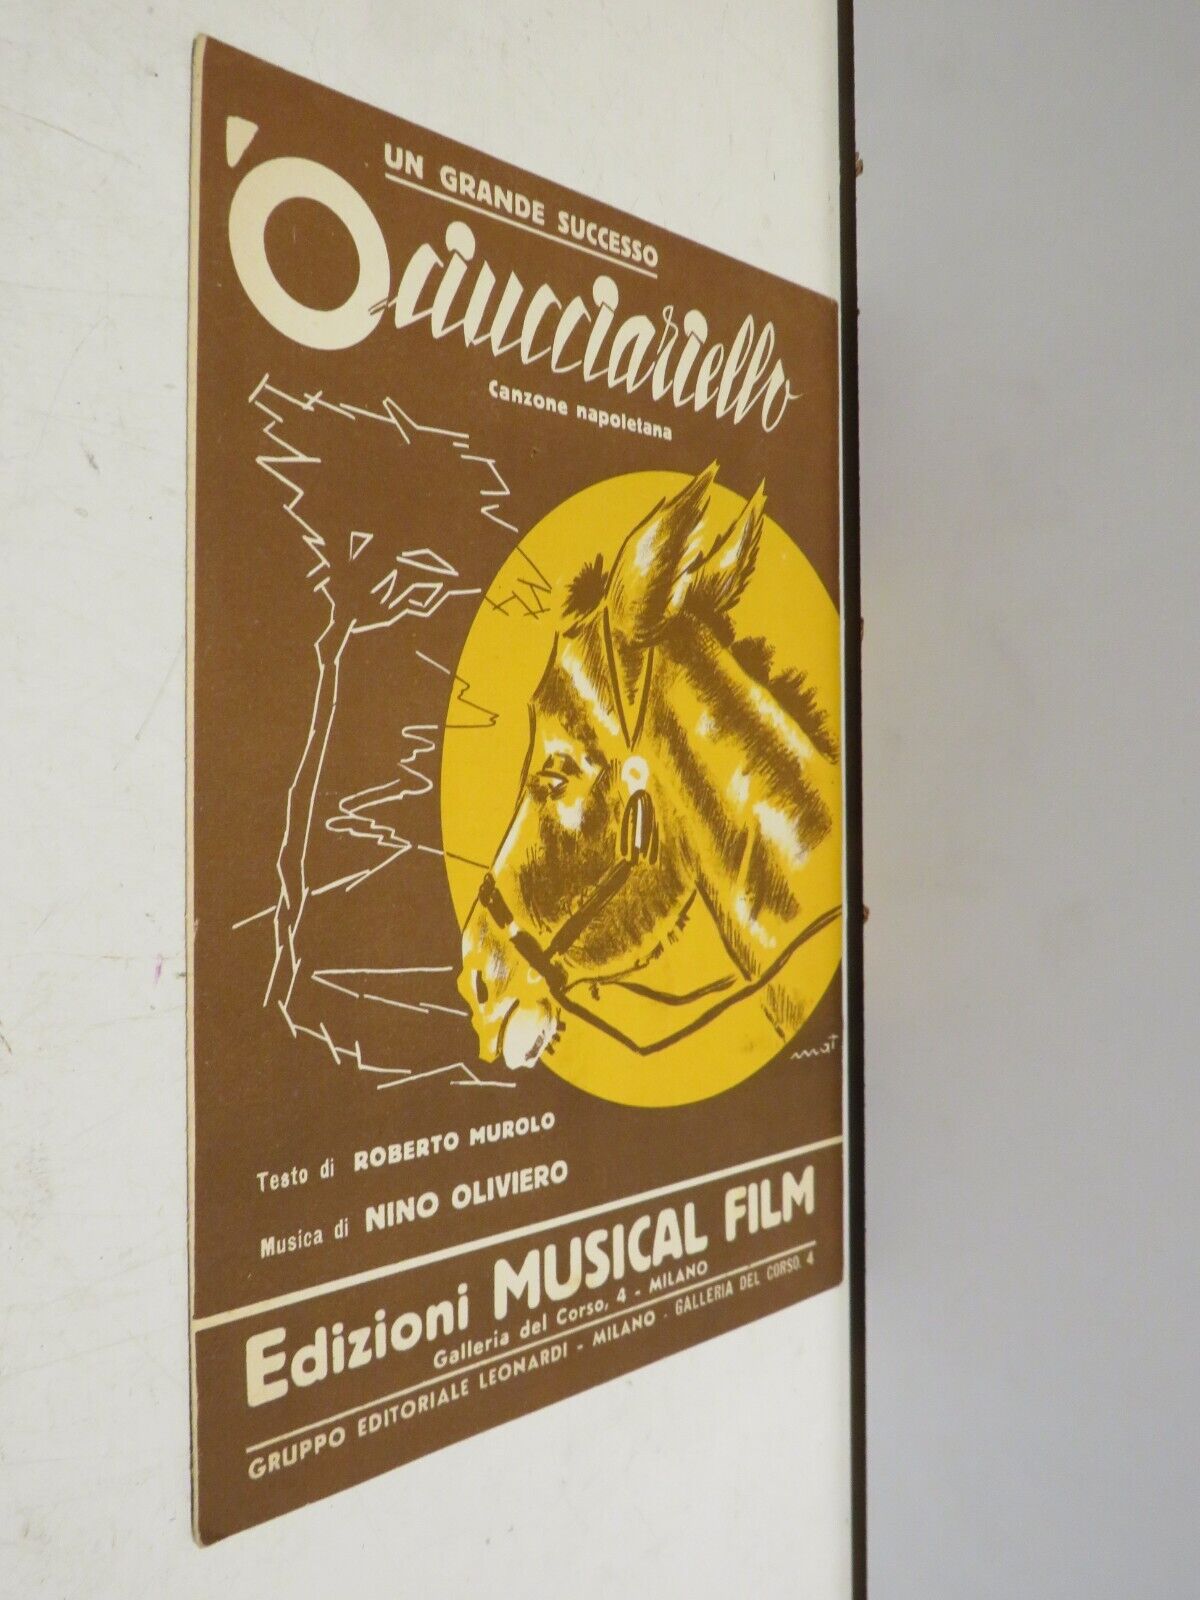 UN GRANDE SUCCESSO
'O ciucciariello
Canzone napoletana
mat
Testo di ROBERTO MUROLO
Musica di NINO OLIVIERO
Edizioni MUSICAL FILM
Galleria del Corso, 4 - MILANO
GRUPPO EDITORIALE LEONARDI - MILANO - GALLERIA DEL CORSO, 4